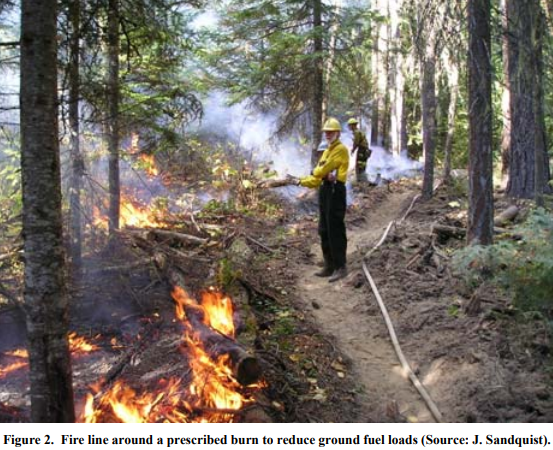 Figure 2.  Fire line around a prescribed burn to reduce ground fuel loads (Source: J. Sandquist).